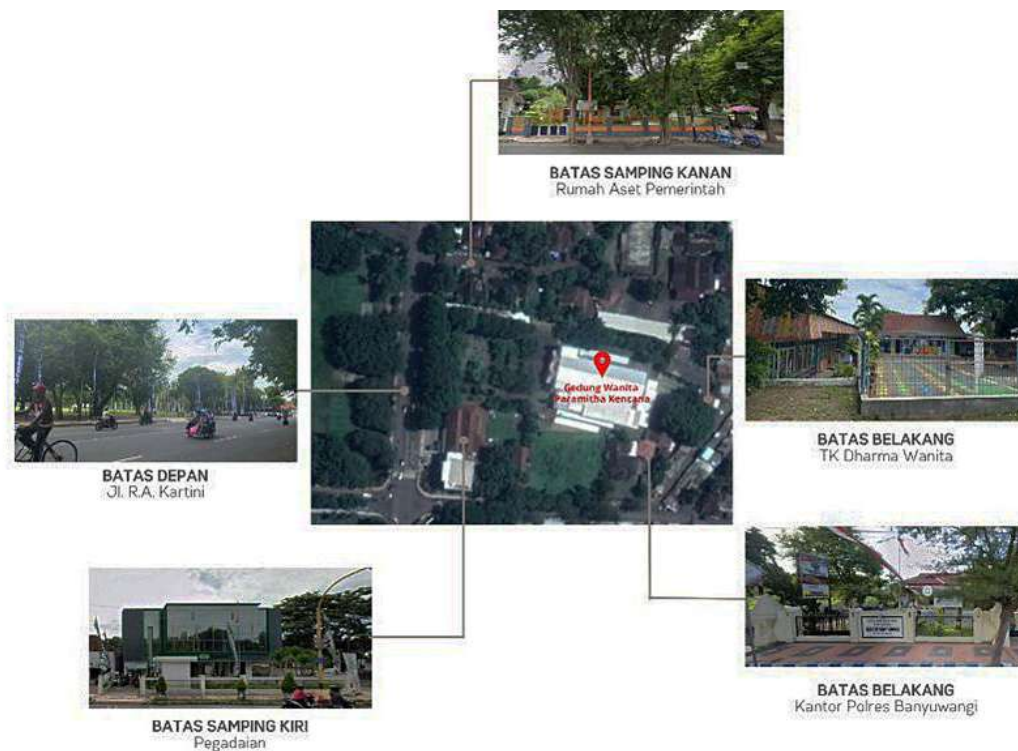 BATAS SAMPING KANAN
Rumah Aset Pemerintah
Gedung Wanita
Paramitha Kencana
BATAS DEPAN
Jl. R.A. Kartini
BATAS BELAKANG
TK Dharma Wanita
BATAS SAMPING KIRI
Pegadaian
BATAS BELAKANG
Kantor Polres Banyuwangi